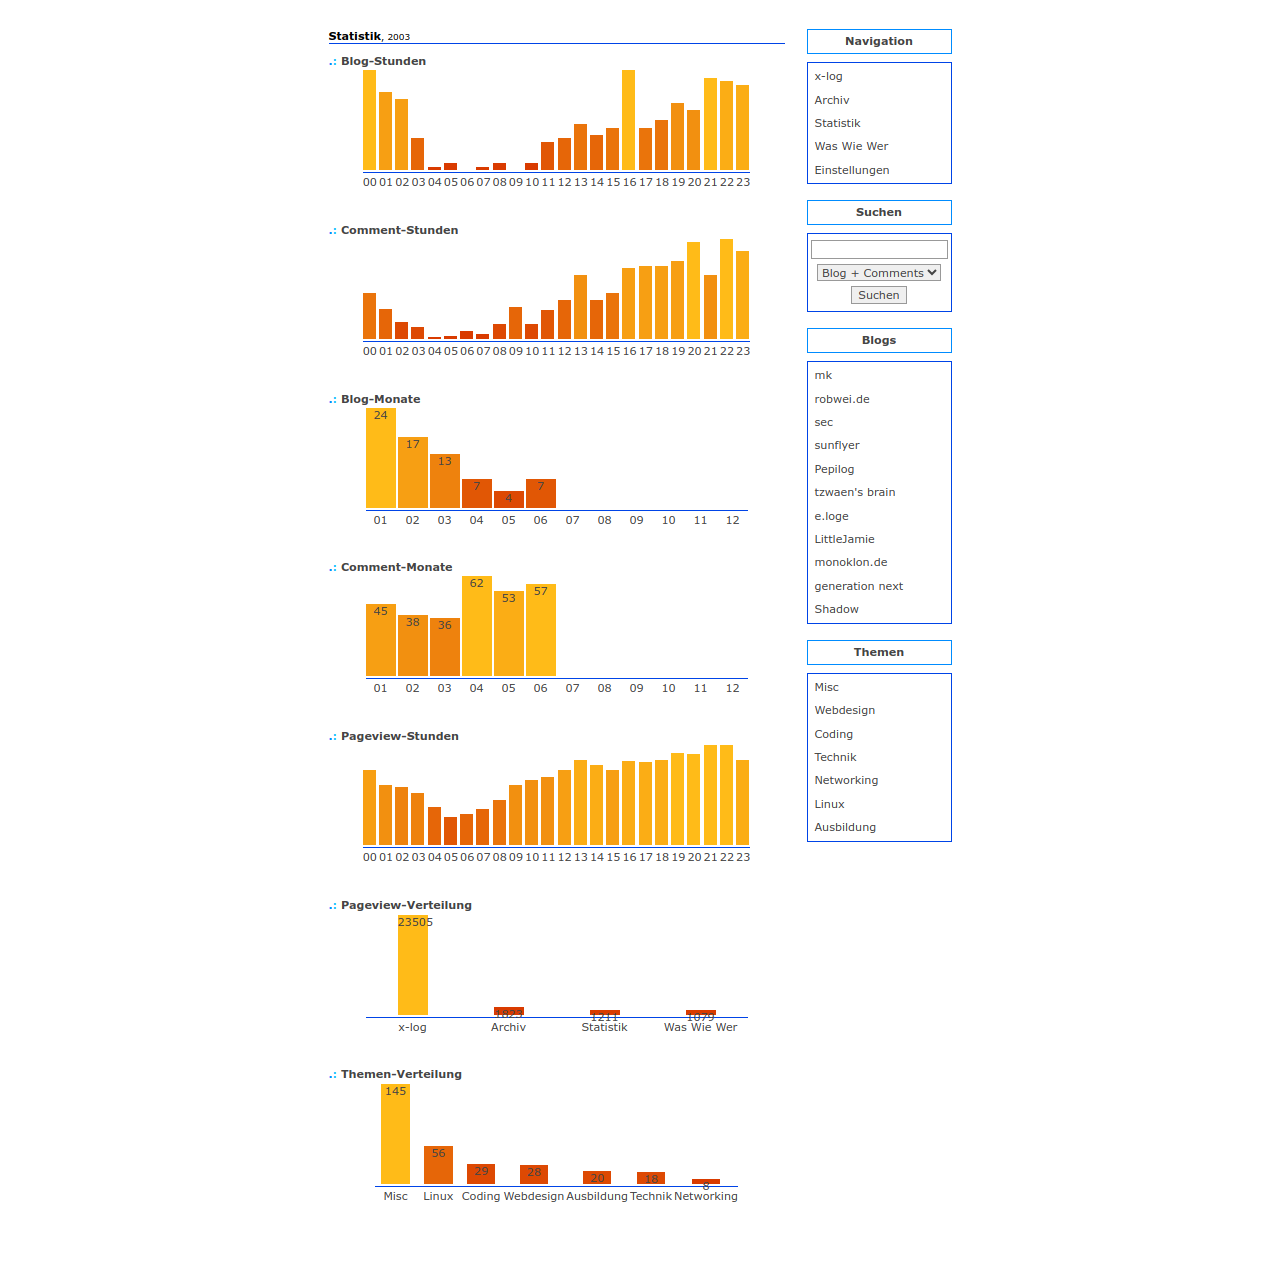 Statistik, 2003
.: Blog-Stunden
00 01 02 03 04 05 06 07 08 09 10 11 12 13 14 15 16 17 18 19 20 21 22 23
.: Comment-Stunden
00 01 02 03 04 05 06 07 08 09 10 11 12 13 14 15 16 17 18 19 20 21 22 23
.: Blog-Monate
24 17 13 7 4 7
01 02 03 04 05 06 07 08 09 10 11 12
.: Comment-Monate
45 38 36 62 53 57
01 02 03 04 05 06 07 08 09 10 11 12
.: Pageview-Stunden
00 01 02 03 04 05 06 07 08 09 10 11 12 13 14 15 16 17 18 19 20 21 22 23
.: Pageview-Verteilung
23505 1823 1211 1079
x-log Archiv Statistik Was Wie Wer
.: Themen-Verteilung
145 56 29 28 20 18 8
Misc Linux Coding Webdesign Ausbildung Technik Networking
Navigation
x-log
Archiv
Statistik
Was Wie Wer
Einstellungen
Suchen
Blog + Comments
Suchen
Blogs
mk
robwei.de
sec
sunflyer
Pepilog
tzwaen's brain
e.loge
LittleJamie
monoklon.de
generation next
Shadow
Themen
Misc
Webdesign
Coding
Technik
Networking
Linux
Ausbildung